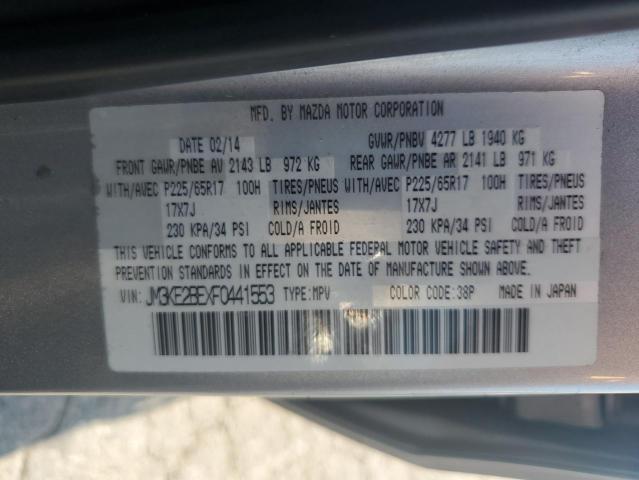 MFD. BY MAZDA MOTOR CORPORATION
DATE 02/14 GVWR/PNBV 4277 LB 1940 KG
FRONT GAWR/PNBE AV 2143 LB 972 KG REAR GAWR/PNBE AR 2141 LB 971 KG
WITH/AVEC P225/65R17 100H TIRES/PNEUS WITH/AVEC P225/65R17 100H TIRES/PNEUS
17X7J RIMS/JANTES 17X7J RIMS/JANTES
230 KPA/34 PSI COLD/A FROID 230 KPA/34 PSI COLD/A FROID
THIS VEHICLE CONFORMS TO ALL APPLICABLE FEDERAL MOTOR VEHICLE SAFETY AND THEFT
PREVENTION STANDARDS IN EFFECT ON THE DATE OF MANUFACTURE SHOWN ABOVE.
VIN: JM3KE2BEXF0441553 TYPE:MPV COLOR CODE:38P MADE IN JAPAN